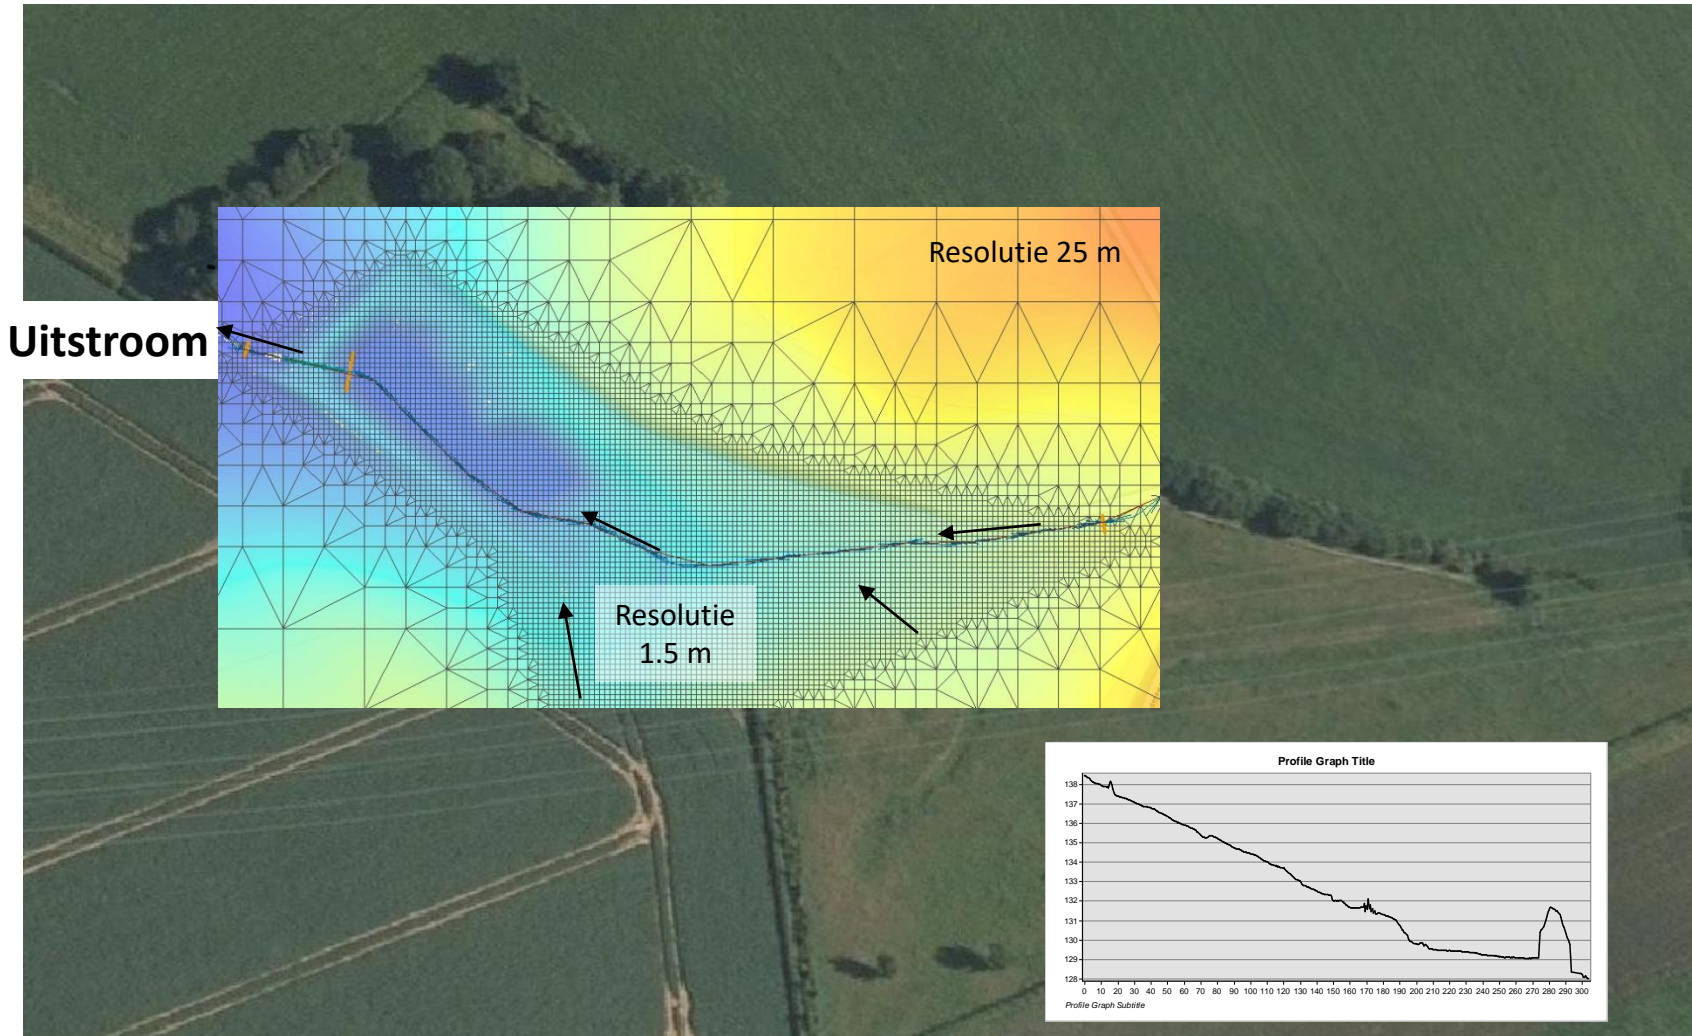 Resolutie 25 m
Uitstroom
Resolutie
1.5 m
Profile Graph Title
138
137
136
135
134
133
132
131
130
129
128
0 10 20 30 40 50 60 70 80 90 100 110 120 130 140 150 160 170 180 190 200 210 220 230 240 250 260 270 280 290 300
Profile Graph Subtitle